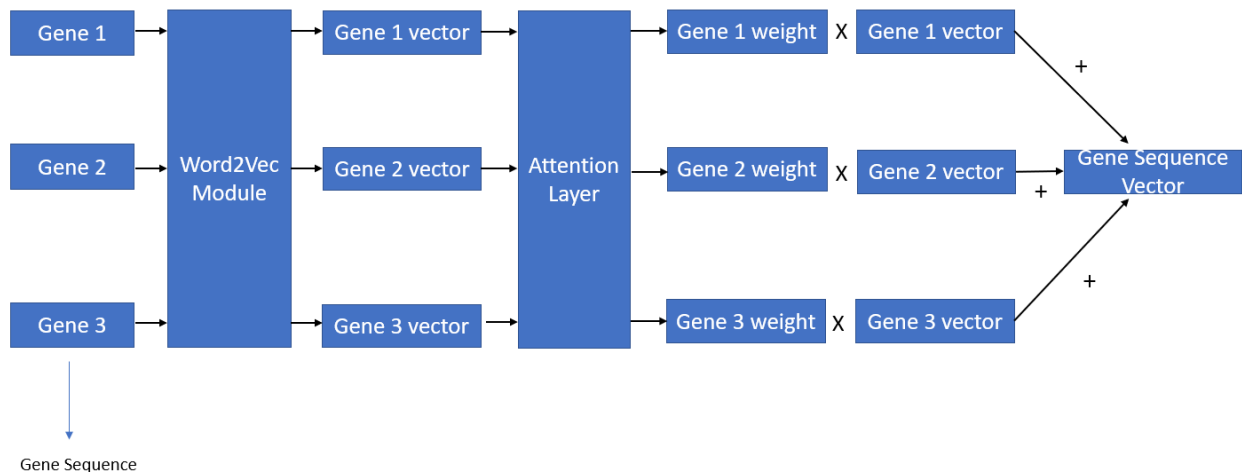 Gene 1
Gene 1 vector
Gene 1 weight X Gene 1 vector
+
Gene 2
Word2Vec
Module
Gene 2 vector
Attention
Layer
Gene 2 weight X Gene 2 vector
+
Gene Sequence
Vector
Gene 3
Gene 3 vector
Gene 3 weight X Gene 3 vector
+
Gene Sequence